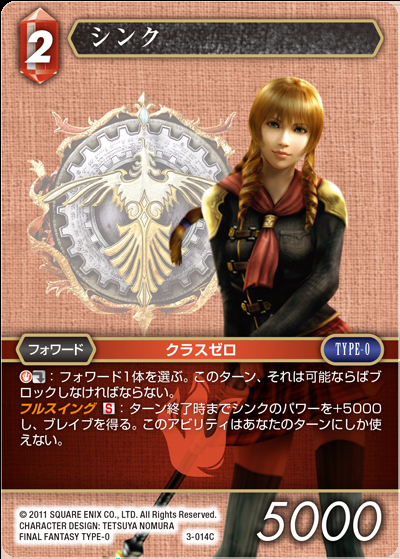 2
シンク
フォワード
クラスゼロ
TYPE-0
：フォワード1体を選ぶ。このターン、それは可能ならばブ
ロックしなければならない。
フルスイング S：ターン終了時までシンクのパワーを+5000
し、ブレイブを得る。このアビリティはあなたのターンにしか使
えない。
© 2011 SQUARE ENIX CO., LTD. All Rights Reserved.
CHARACTER DESIGN: TETSUYA NOMURA
FINAL FANTASY TYPE-0
3-014C
5000